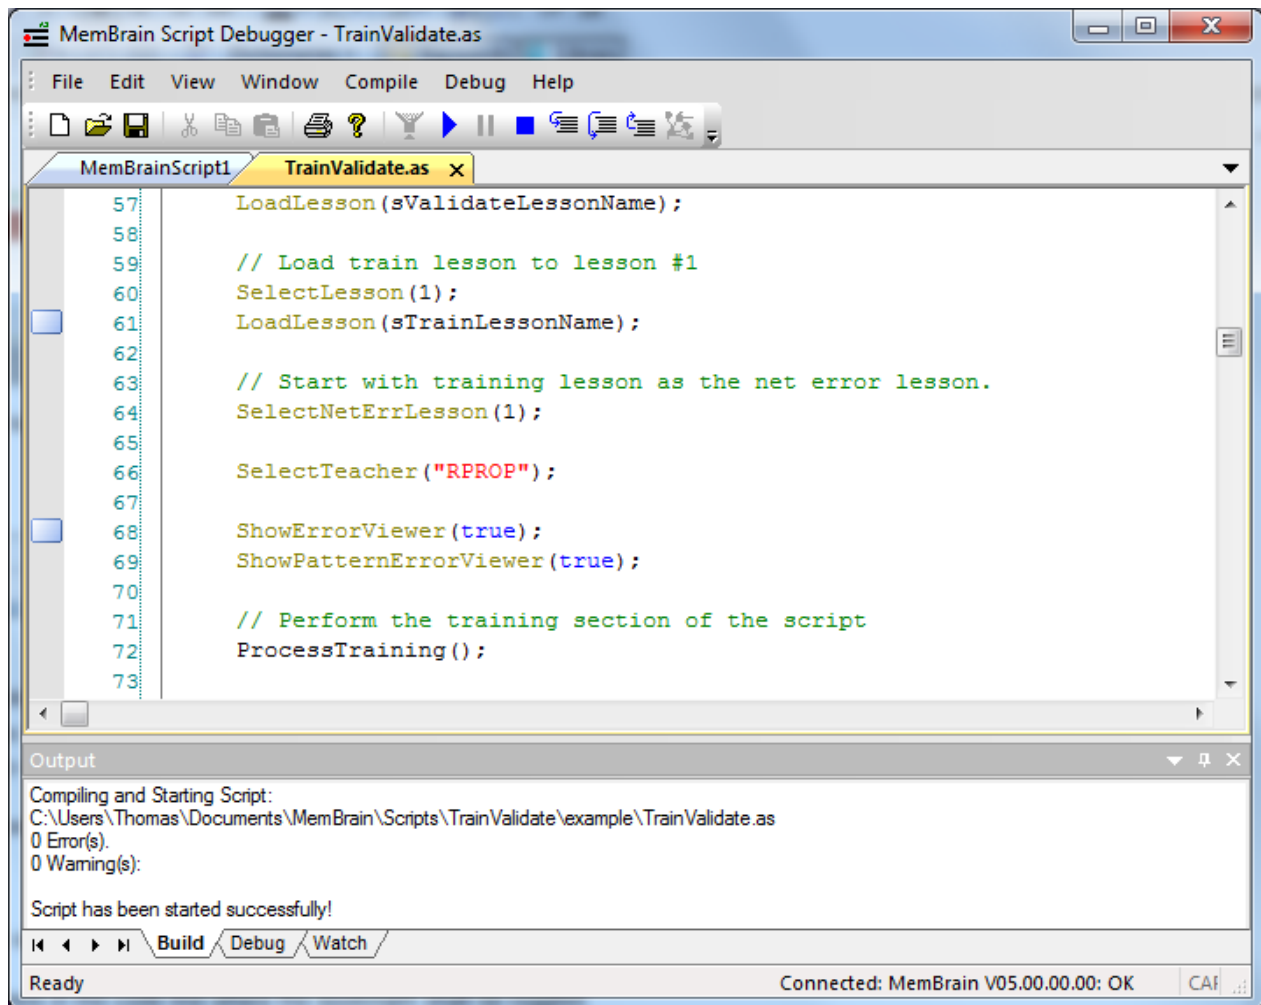 MemBrain Script Debugger - TrainValidate.as
File Edit View Window Compile Debug Help
MemBrainScript1 TrainValidate.as
57 LoadLesson(sValidateLessonName);
58
59 // Load train lesson to lesson #1
60 SelectLesson(1);
61 LoadLesson(sTrainLessonName);
62
63 // Start with training lesson as the net error lesson.
64 SelectNetErrLesson(1);
65
66 SelectTeacher("RPROP");
67
68 ShowErrorViewer(true);
69 ShowPatternErrorViewer(true);
70
71 // Perform the training section of the script
72 ProcessTraining();
73
Output
Compiling and Starting Script:
C:\Users\Thomas\Documents\MemBrain\Scripts\TrainValidate\example\TrainValidate.as
0 Error(s).
0 Warning(s):
Script has been started successfully!
Build Debug Watch
Ready Connected: MemBrain V05.00.00.00: OK